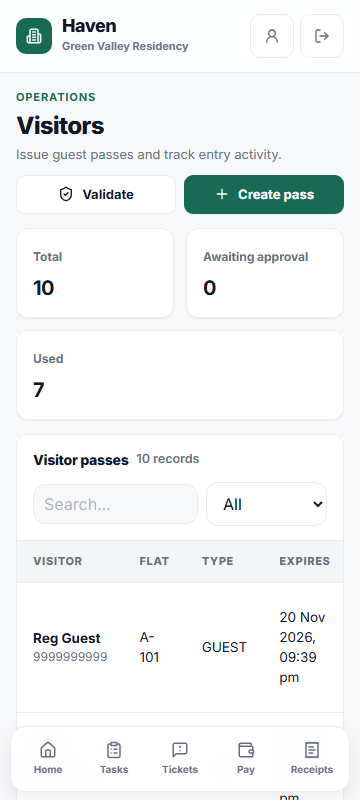 Haven
Green Valley Residency
OPERATIONS
Visitors
Issue guest passes and track entry activity.
Validate
Create pass
Total
10
Awaiting approval
0
Used
7
Visitor passes 10 records
Search...
All
VISITOR FLAT TYPE EXPIRES
Reg Guest
9999999999
A-
101
GUEST
20 Nov
2026,
09:39
pm
Home Tasks Tickets Pay Receipts
pm